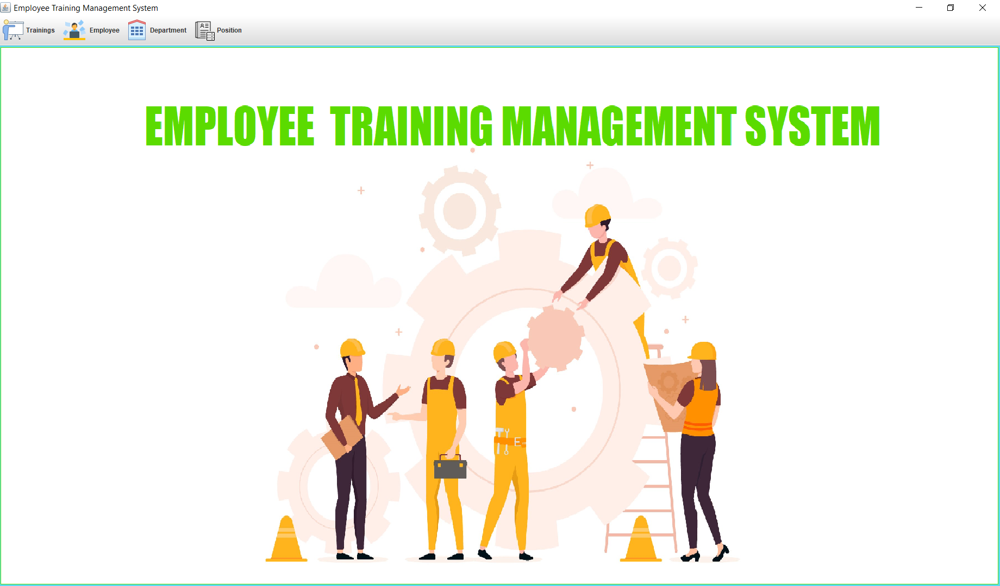 Employee Training Management System
Trainings Employee Department Position
EMPLOYEE TRAINING MANAGEMENT SYSTEM